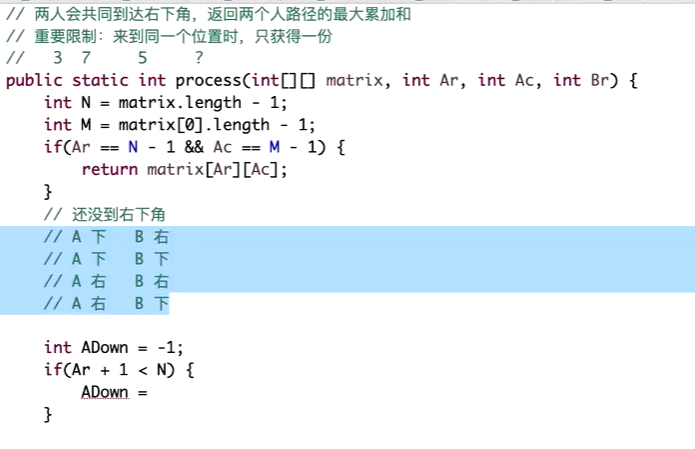 // 两人会共同到达右下角，返回两个人路径的最大累加和
// 重要限制：来到同一个位置时，只获得一份
//   3  7     5     ?
public static int process(int[][] matrix, int Ar, int Ac, int Br) {
    int N = matrix.length - 1;
    int M = matrix[0].length - 1;
    if(Ar == N - 1 && Ac == M - 1) {
        return matrix[Ar][Ac];
    }
    // 还没到右下角
    // A 下   B 右
    // A 下   B 下
    // A 右   B 右
    // A 右   B 下
    int ADown = -1;
    if(Ar + 1 < N) {
        ADown =
    }